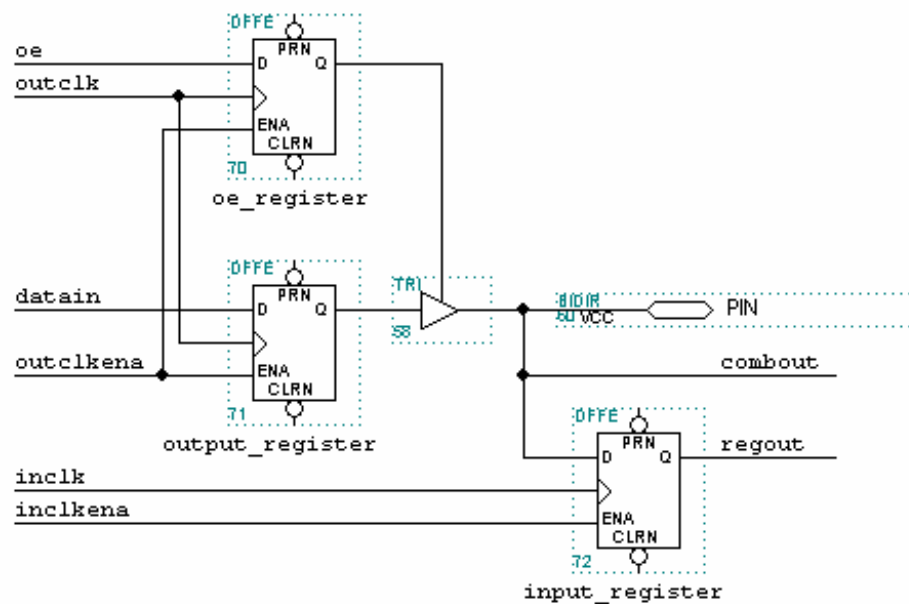 DFFE
oe
PRN
D Q
outclk
ENA
CLRN
70
oe_register
DFFE
TRI
PRN
datain
D Q
BIDIR
PIN
VCC
58
outclkena
ENA
combout
CLRN
71
DFFE
output_register
PRN
regout
D Q
inclk
inclkena
ENA
CLRN
72
input_register